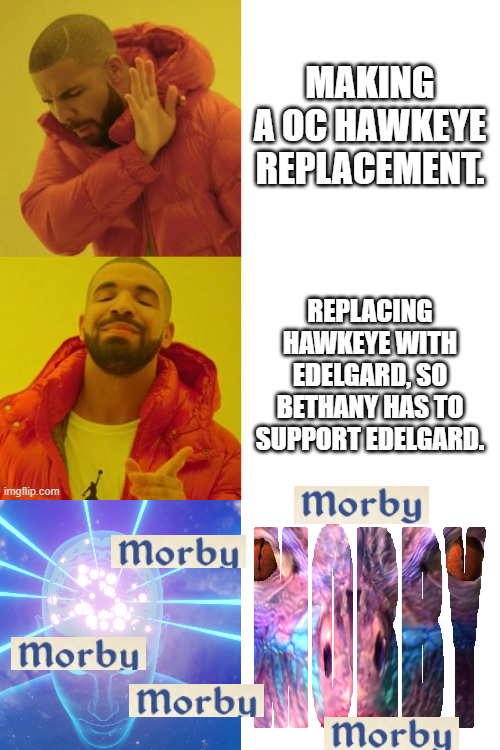 MAKING
A OC HAWKEYE
REPLACEMENT.
REPLACING
HAWKEYE WITH
EDELGARD, SO
BETHANY HAS TO
SUPPORT EDELGARD.
imgflip.com
Morby
Morby
MORBY
Morby
Morby
Morby